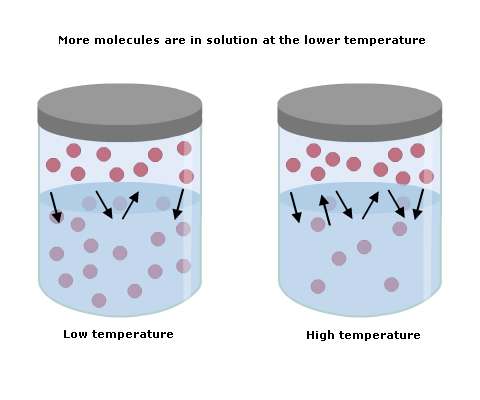 More molecules are in solution at the lower temperature
Low temperature
High temperature